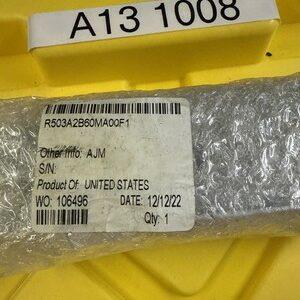 A13 1008
R503A2B60MA00F1
Other Info: AJM
S/N:
Product Of: UNITED STATES
WO: 106496 DATE: 12/12/22
Qty: 1